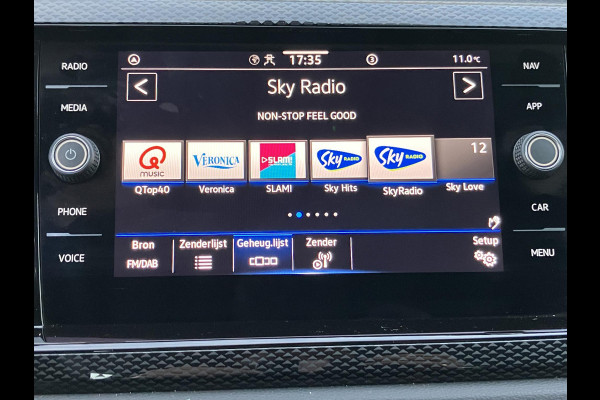 RADIO
MEDIA
PHONE
VOICE
NAV
APP
CAR
MENU
17:35 3 11.0°C
< Sky Radio >
NON-STOP FEEL GOOD
Q MUSIC VERONICA SLAM! Sky RADIO Sky RADIO 12
QTop40 Veronica SLAM! Sky Hits SkyRadio Sky Love
Bron Zenderlijst Geheug.lijst Zender Setup
FM/DAB